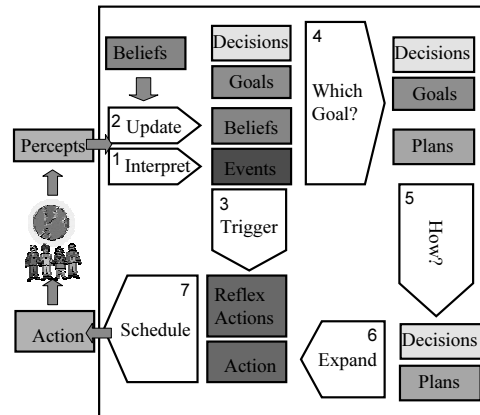 Beliefs
Decisions
Goals
4
Which
Goal?
Decisions
Goals
Plans
2 Update
Beliefs
Percepts
1 Interpret
Events
3
Trigger
5
How?
7
Schedule
Reflex
Actions
Action
6
Expand
Decisions
Plans
Action